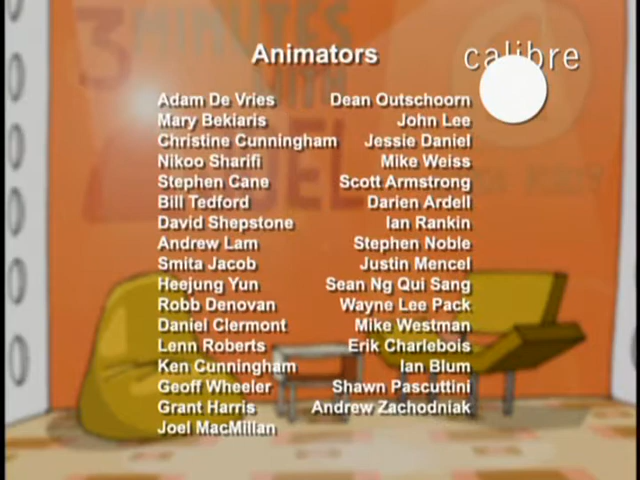 3 MINUTES
WITH
Animators
calibre
Adam De Vries Dean Outschoorn
Mary Bekiaris John Lee
Christine Cunningham Jessie Daniel
Nikoo Sharifi Mike Weiss
Stephen Cane Scott Armstrong
Bill Tedford Darien Ardell
David Shepstone Ian Rankin
Andrew Lam Stephen Noble
Smita Jacob Justin Mencel
Heejung Yun Sean Ng Qui Sang
Robb Denovan Wayne Lee Pack
Daniel Clermont Mike Westman
Lenn Roberts Erik Charlebois
Ken Cunningham Ian Blum
Geoff Wheeler Shawn Pascuttini
Grant Harris Andrew Zachodniak
Joel MacMillan